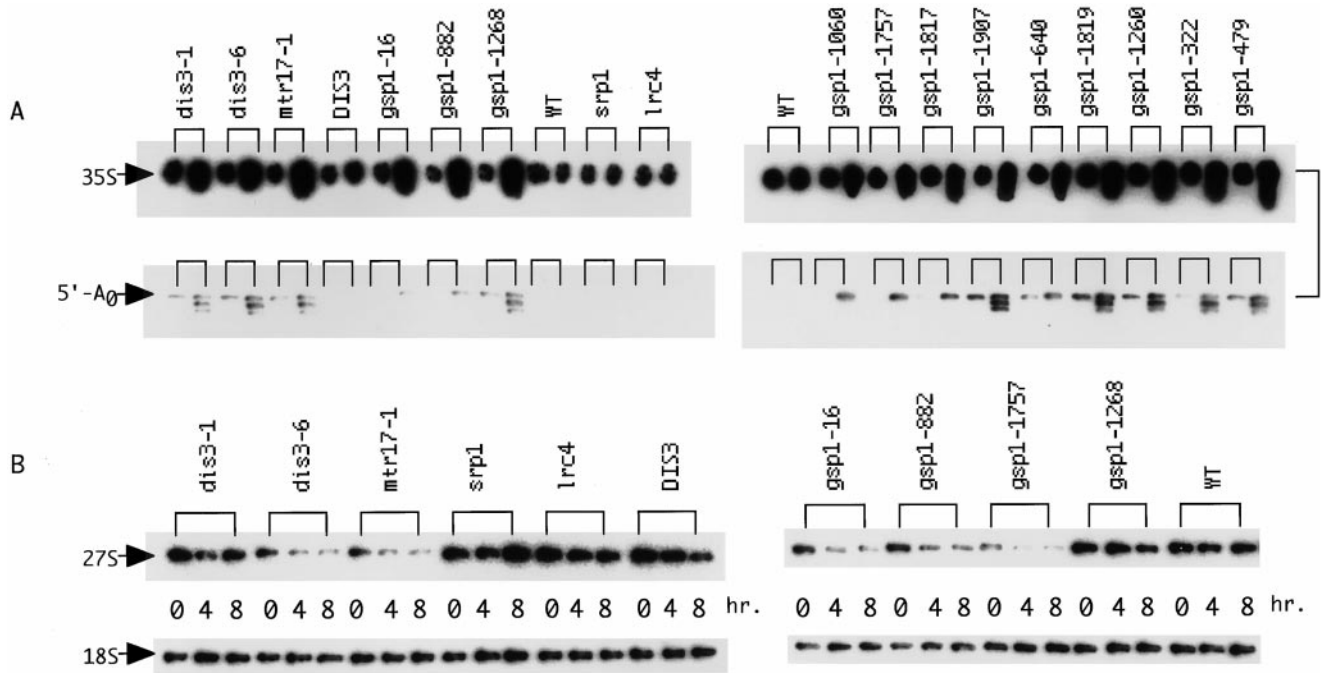 A
dis3-1
dis3-6
mtr17-1
DIS3
gsp1-16
gsp1-882
gsp1-1268
WT
srp1
lrc4
WT
gsp1-1060
gsp1-1757
gsp1-1817
gsp1-1907
gsp1-640
gsp1-1819
gsp1-1260
gsp1-322
gsp1-479
35S
5'-A0
B
dis3-1
dis3-6
mtr17-1
srp1
lrc4
DIS3
gsp1-16
gsp1-882
gsp1-1757
gsp1-1268
WT
27S
0 4 8 0 4 8 0 4 8 0 4 8 0 4 8 0 4 8 hr.
0 4 8 0 4 8 0 4 8 0 4 8 0 4 8 hr.
18S